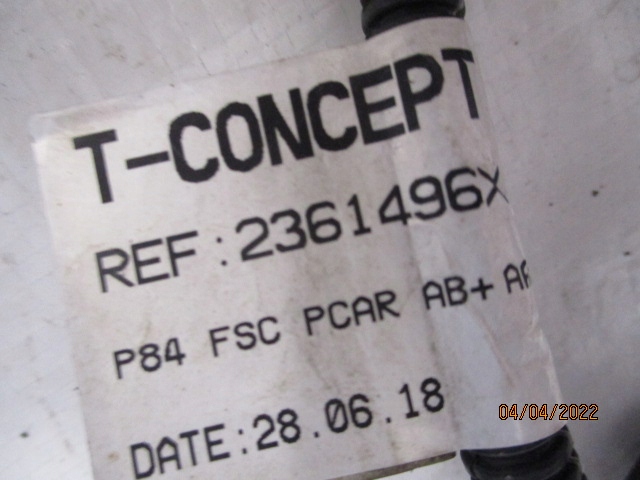 T-CONCEPT
REF:2361496X
P84 FSC PCAR AB+
DATE:28.06.18
04/04/2022